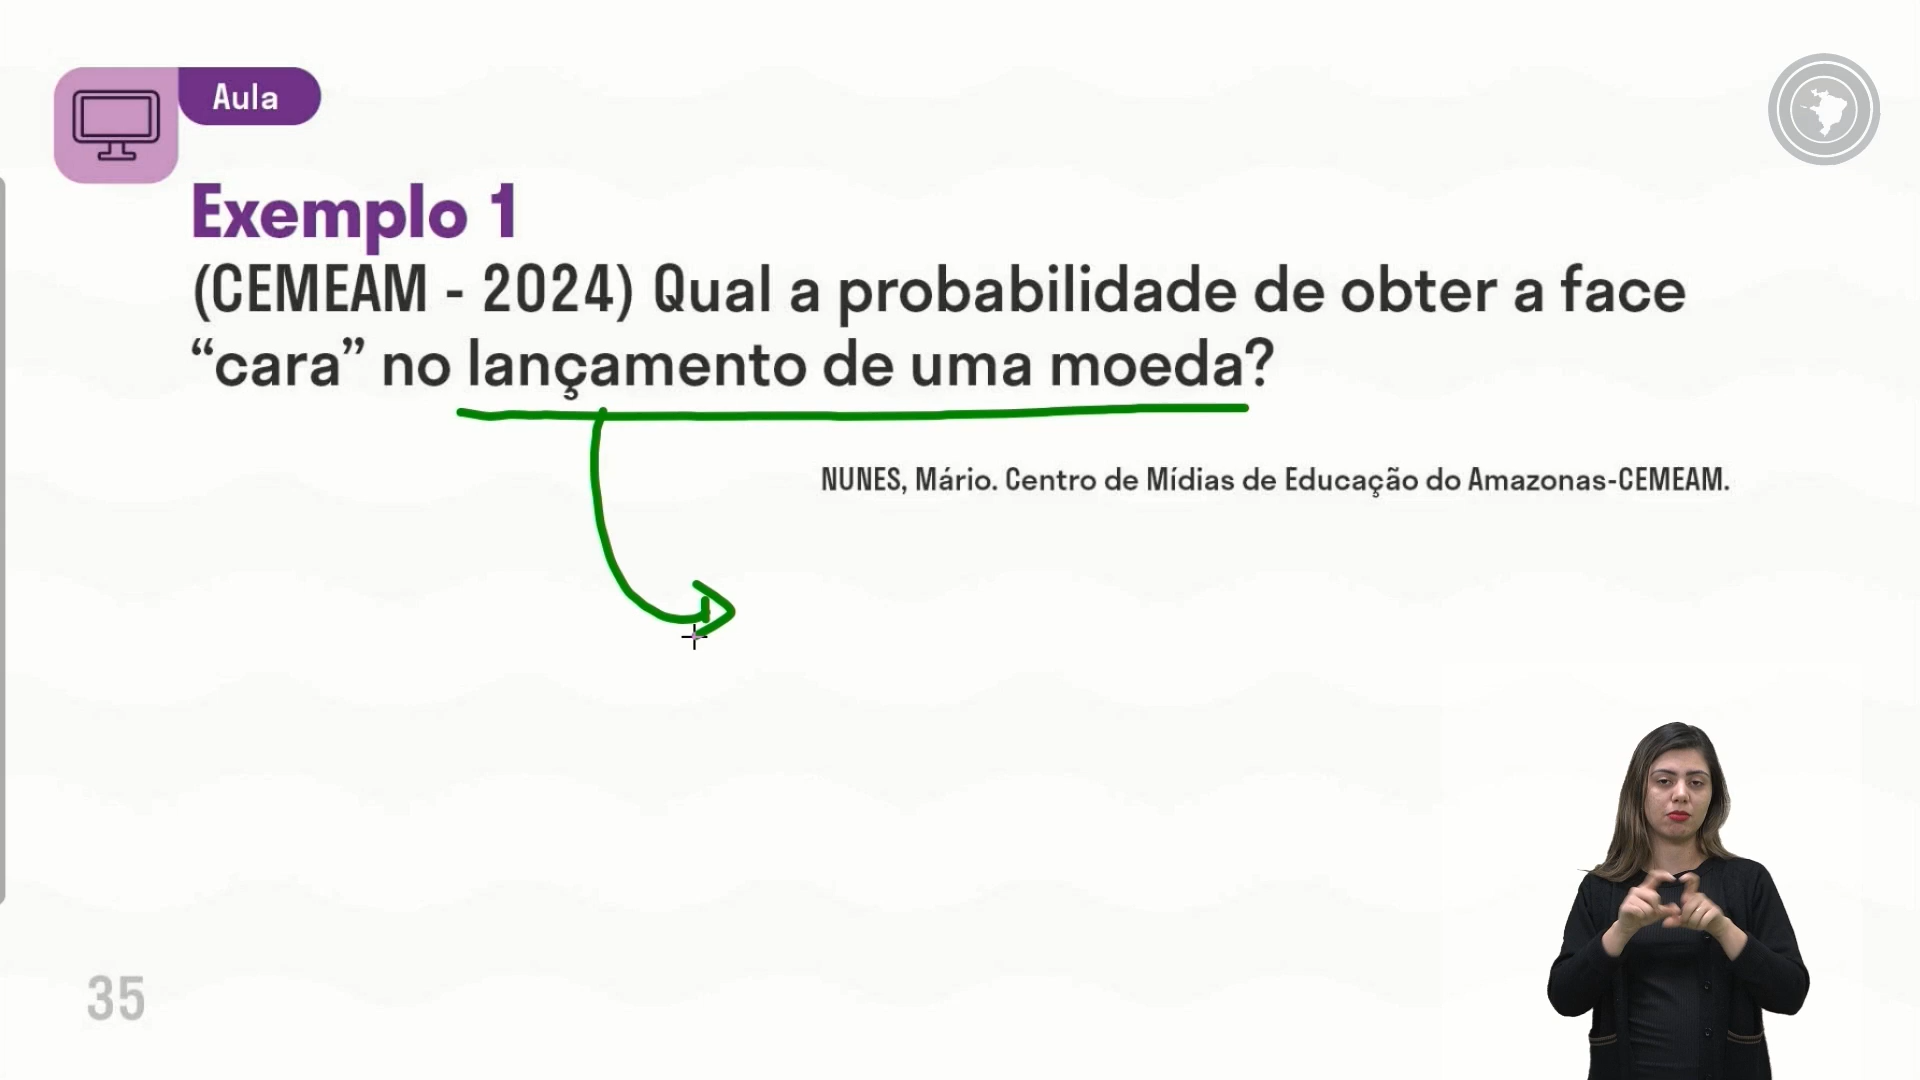 Aula
Exemplo 1
(CEMEAM - 2024) Qual a probabilidade de obter a face
“cara” no lançamento de uma moeda?
NUNES, Mário. Centro de Mídias de Educação do Amazonas-CEMEAM.
35